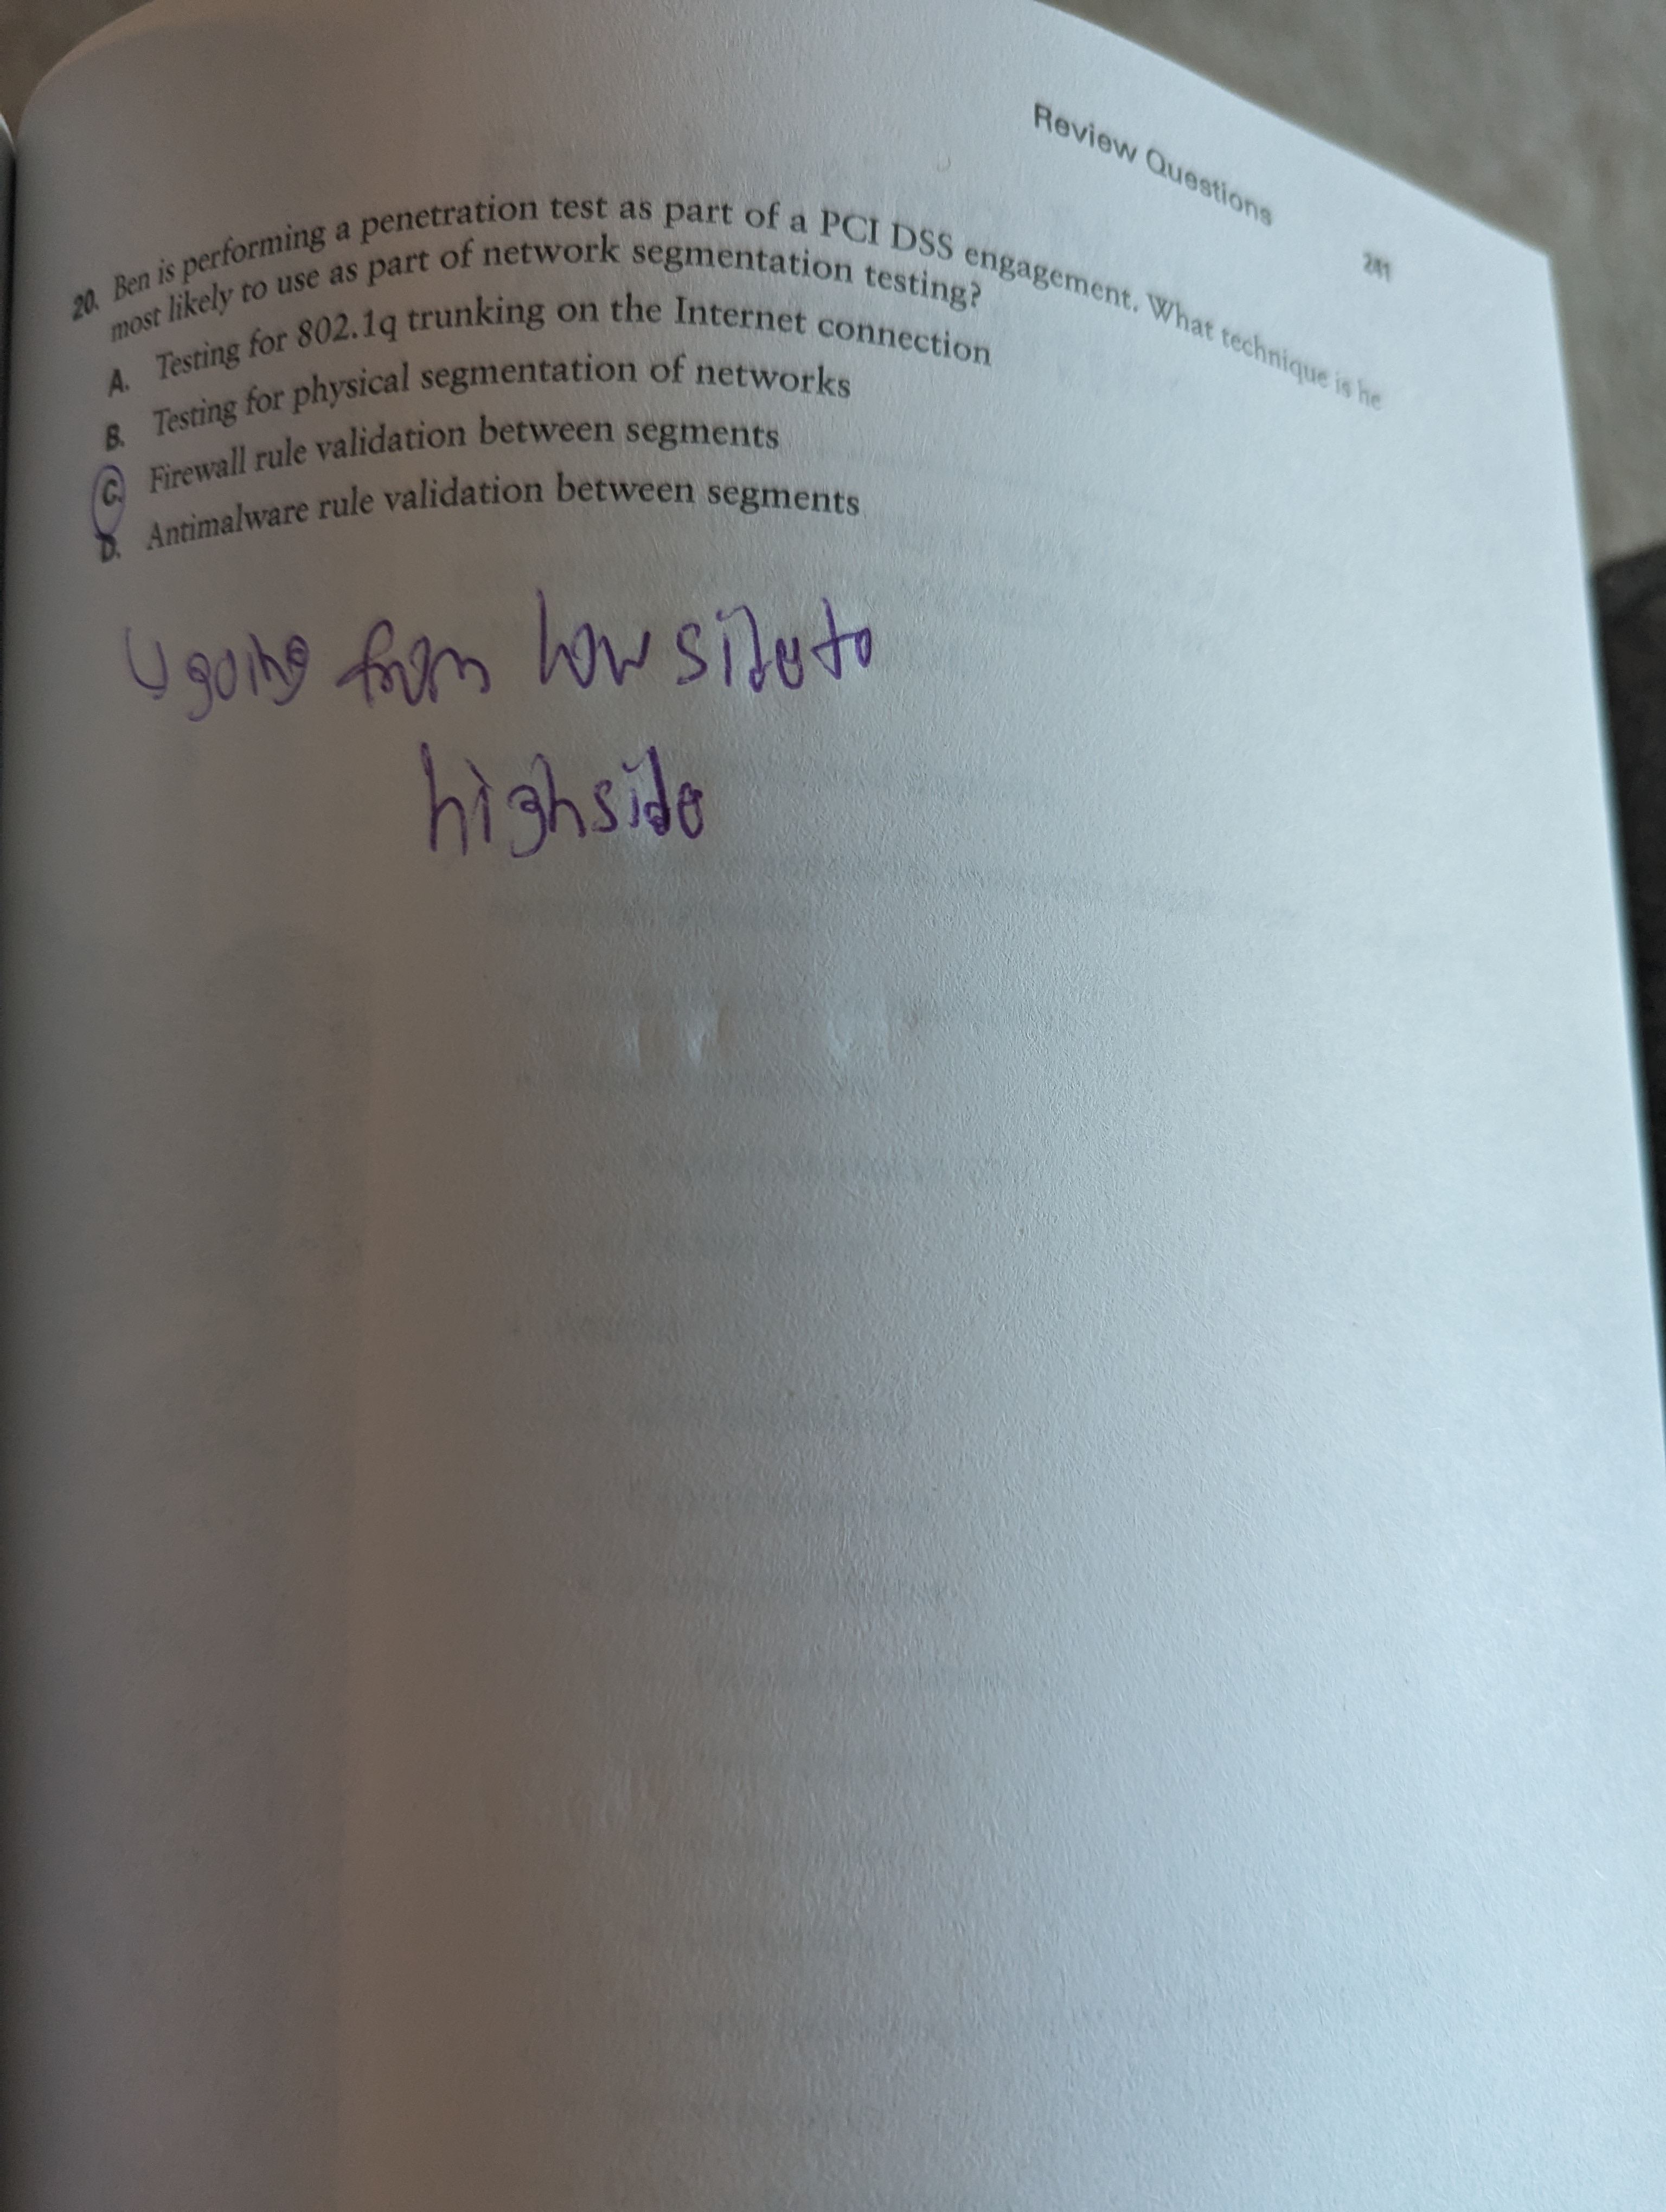 Review Questions 241
20. Ben is performing a penetration test as part of a PCI DSS engagement. What technique is he
most likely to use as part of network segmentation testing?
A. Testing for 802.1q trunking on the Internet connection
B. Testing for physical segmentation of networks
C. Firewall rule validation between segments
D. Antimalware rule validation between segments
U going from low side to
highside